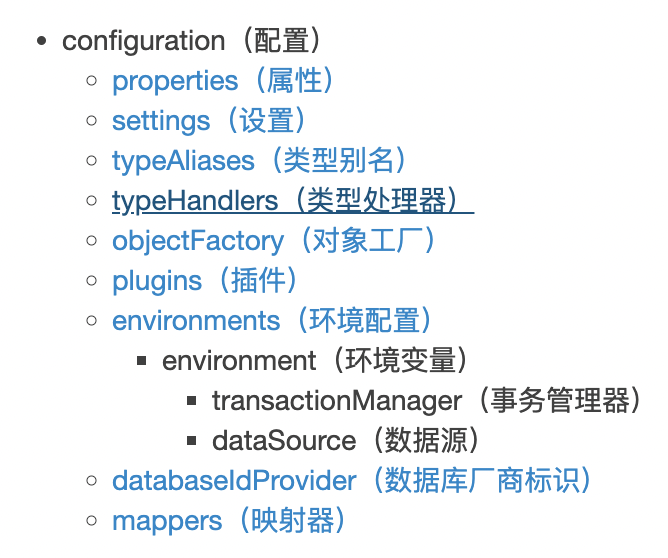 configuration（配置）
properties（属性）
settings（设置）
typeAliases（类型别名）
typeHandlers（类型处理器）
objectFactory（对象工厂）
plugins（插件）
environments（环境配置）
environment（环境变量）
transactionManager（事务管理器）
dataSource（数据源）
databaseIdProvider（数据库厂商标识）
mappers（映射器）